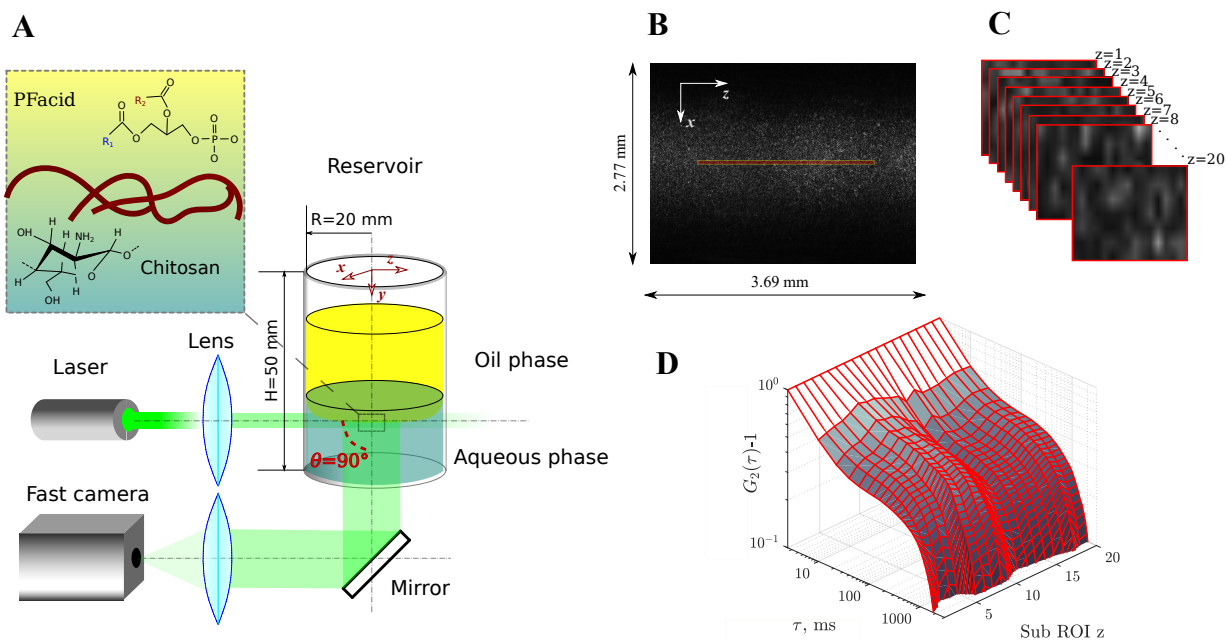 A
PFacid
O
R₂
O
O
R₁
O
O
O
P
O
O
Chitosan
OH
H
H
NH₂
H
O
H
O
H
OH
Reservoir
R=20 mm
x
z
y
H=50 mm
Lens
Laser
Oil phase
θ=90°
Aqueous phase
Fast camera
Mirror
B
z
x
2.77 mm
3.69 mm
C
z=1
z=2
z=3
z=4
z=5
z=6
z=7
z=8
z=20
D
10⁰
G₂(τ)-1
10⁻¹
10
100
1000
τ, ms
5
10
15
20
Sub ROI z